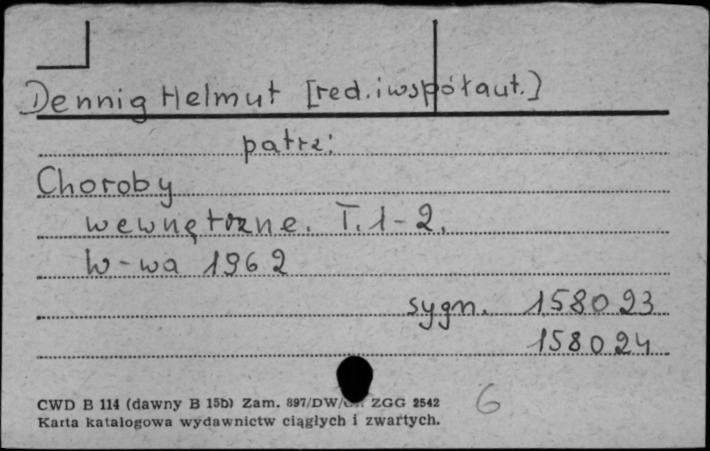 Dennig Helmut [red. i współaut.]
patrz:
Choroby
wewnętrzne. T. 1-2.
W-wa 1962
sygn. 158023
158024
CWD B 114 (dawny B 15b) Zam. 897/DW/ ZGG 2542
6
Karta katalogowa wydawnictw ciągłych i zwartych.